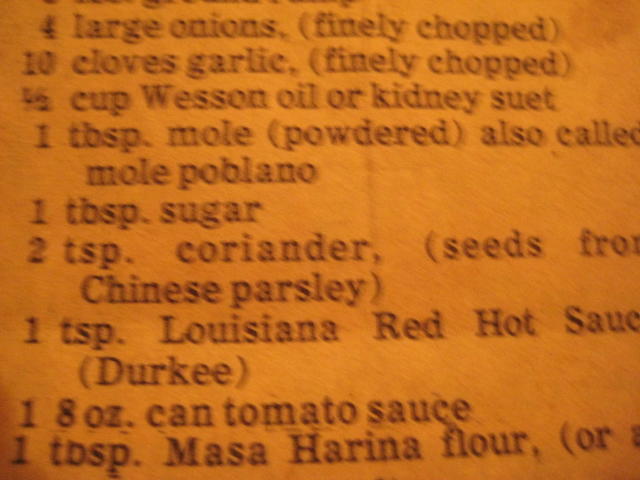 4 large onions, (finely chopped)
10 cloves garlic, (finely chopped)
½ cup Wesson oil or kidney suet
1 tbsp. mole (powdered) also called
mole poblano
1 tbsp. sugar
2 tsp. coriander, (seeds from
Chinese parsley)
1 tsp. Louisiana Red Hot Sauc
(Durkee)
1 8 oz. can tomato sauce
1 tbsp. Masa Harina flour, (or a